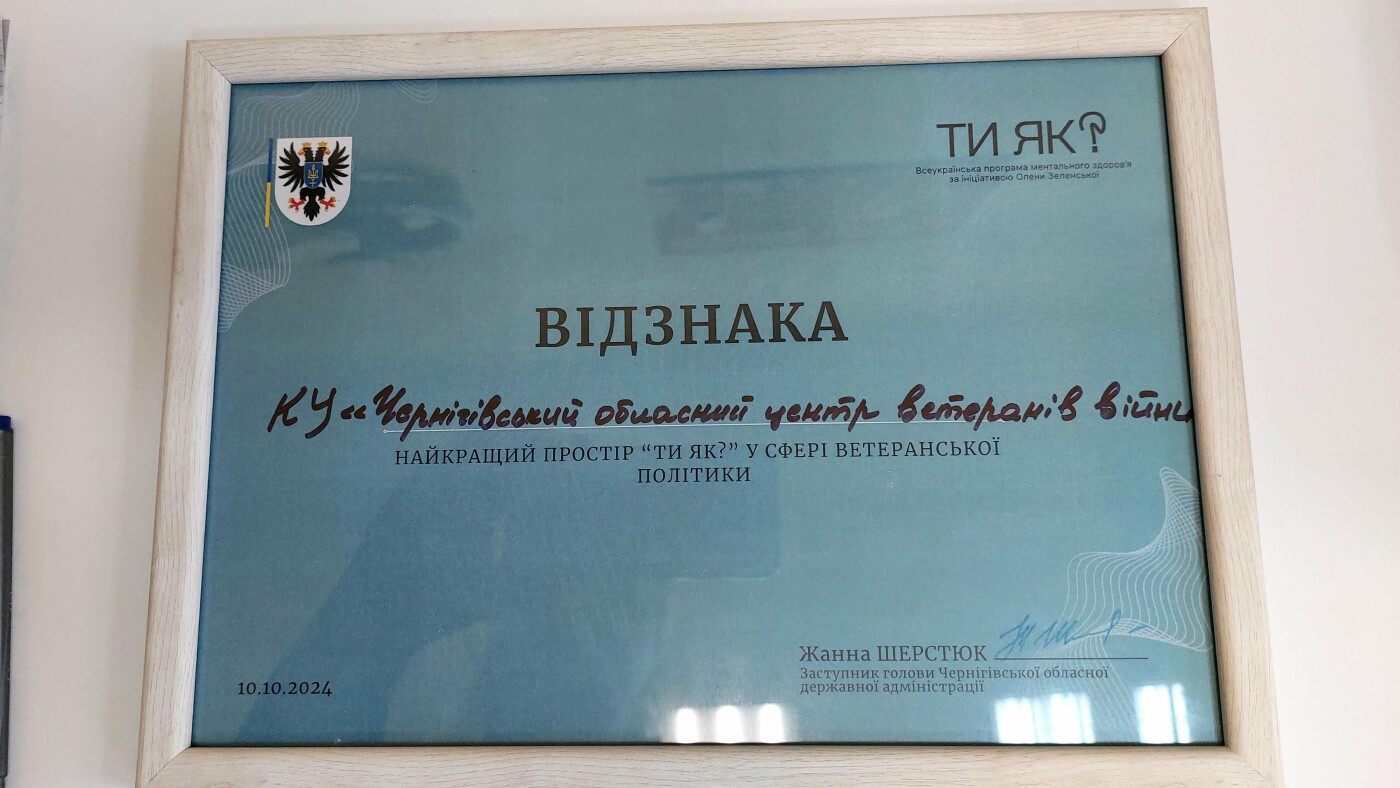 ТИ ЯК?
Всеукраїнська програма ментального здоров'я
за ініціативою Олени Зеленської
ВІДЗНАКА
КУ «Чернігівський обласний центр ветеранів війни
НАЙКРАЩИЙ ПРОСТІР “ТИ ЯК?” У СФЕРІ ВЕТЕРАНСЬКОЇ
ПОЛІТИКИ
Жанна ШЕРСТЮК
Заступник голови Чернігівської обласної
державної адміністрації
10.10.2024